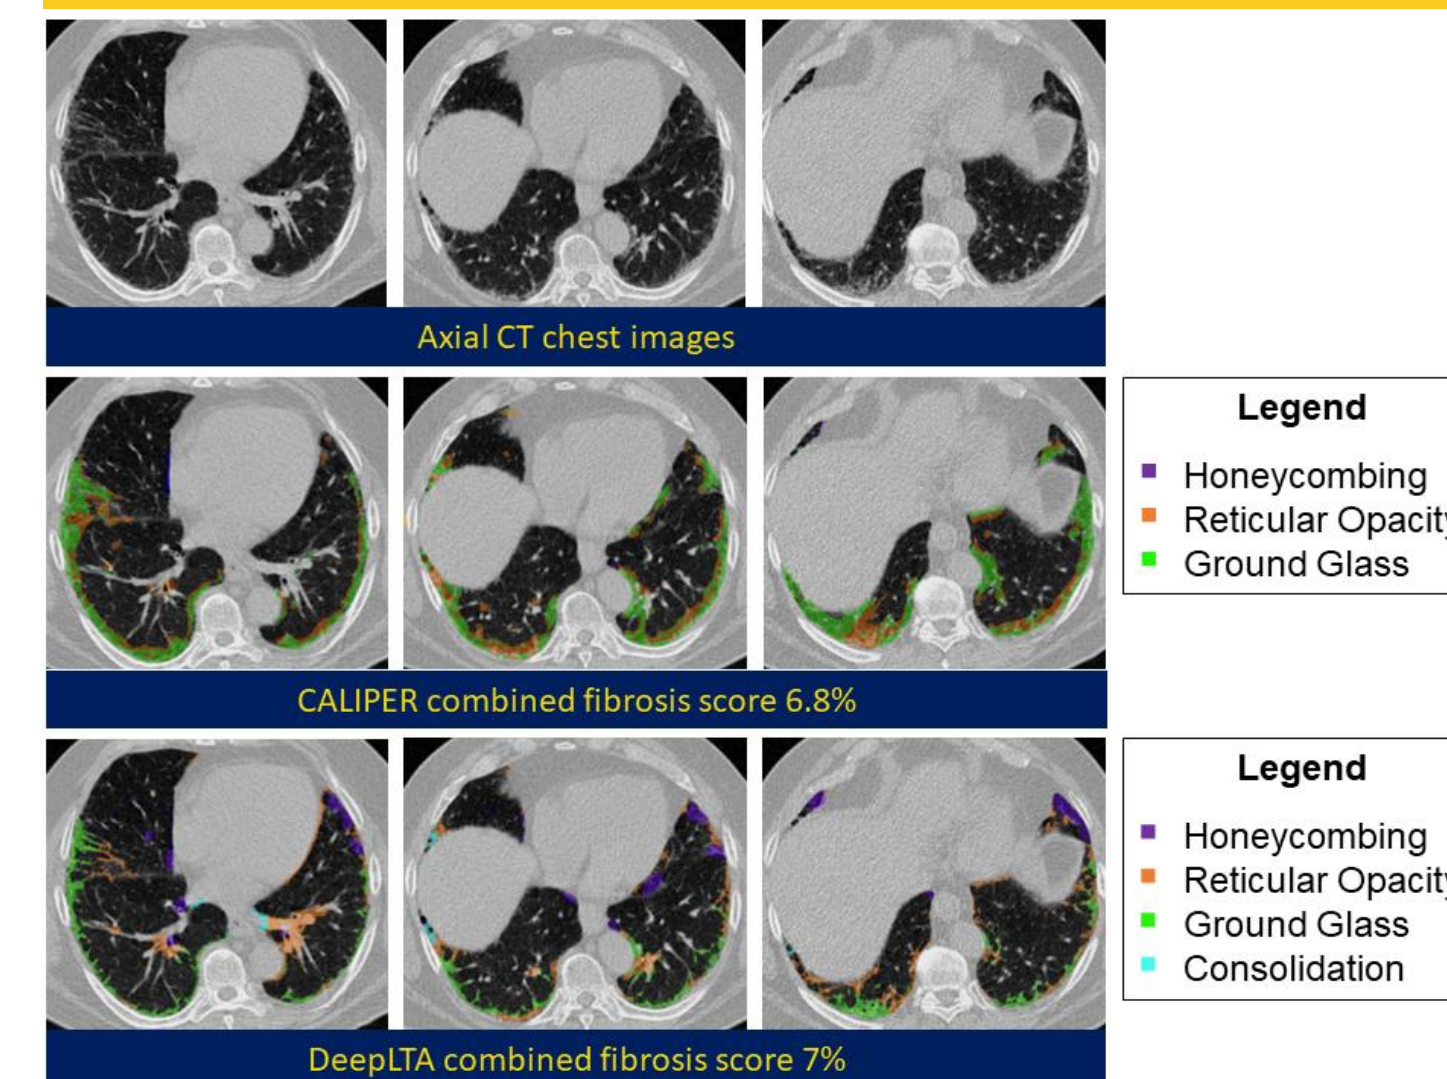 Axial CT chest images
Legend
Honeycombing
Reticular Opacity
Ground Glass
CALIPER combined fibrosis score 6.8%
Legend
Honeycombing
Reticular Opacity
Ground Glass
Consolidation
DeepLTA combined fibrosis score 7%